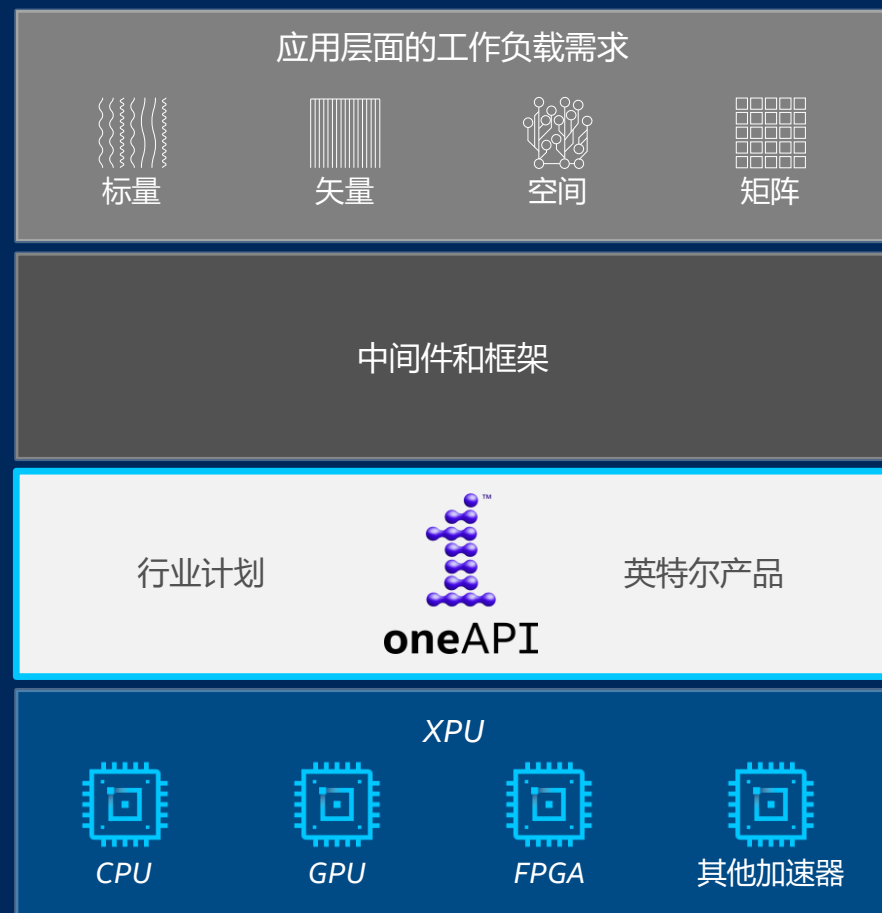 应用层面的工作负载需求
标量 矢量 空间 矩阵
中间件和框架
行业计划 英特尔产品
™
oneAPI
XPU
CPU GPU FPGA 其他加速器